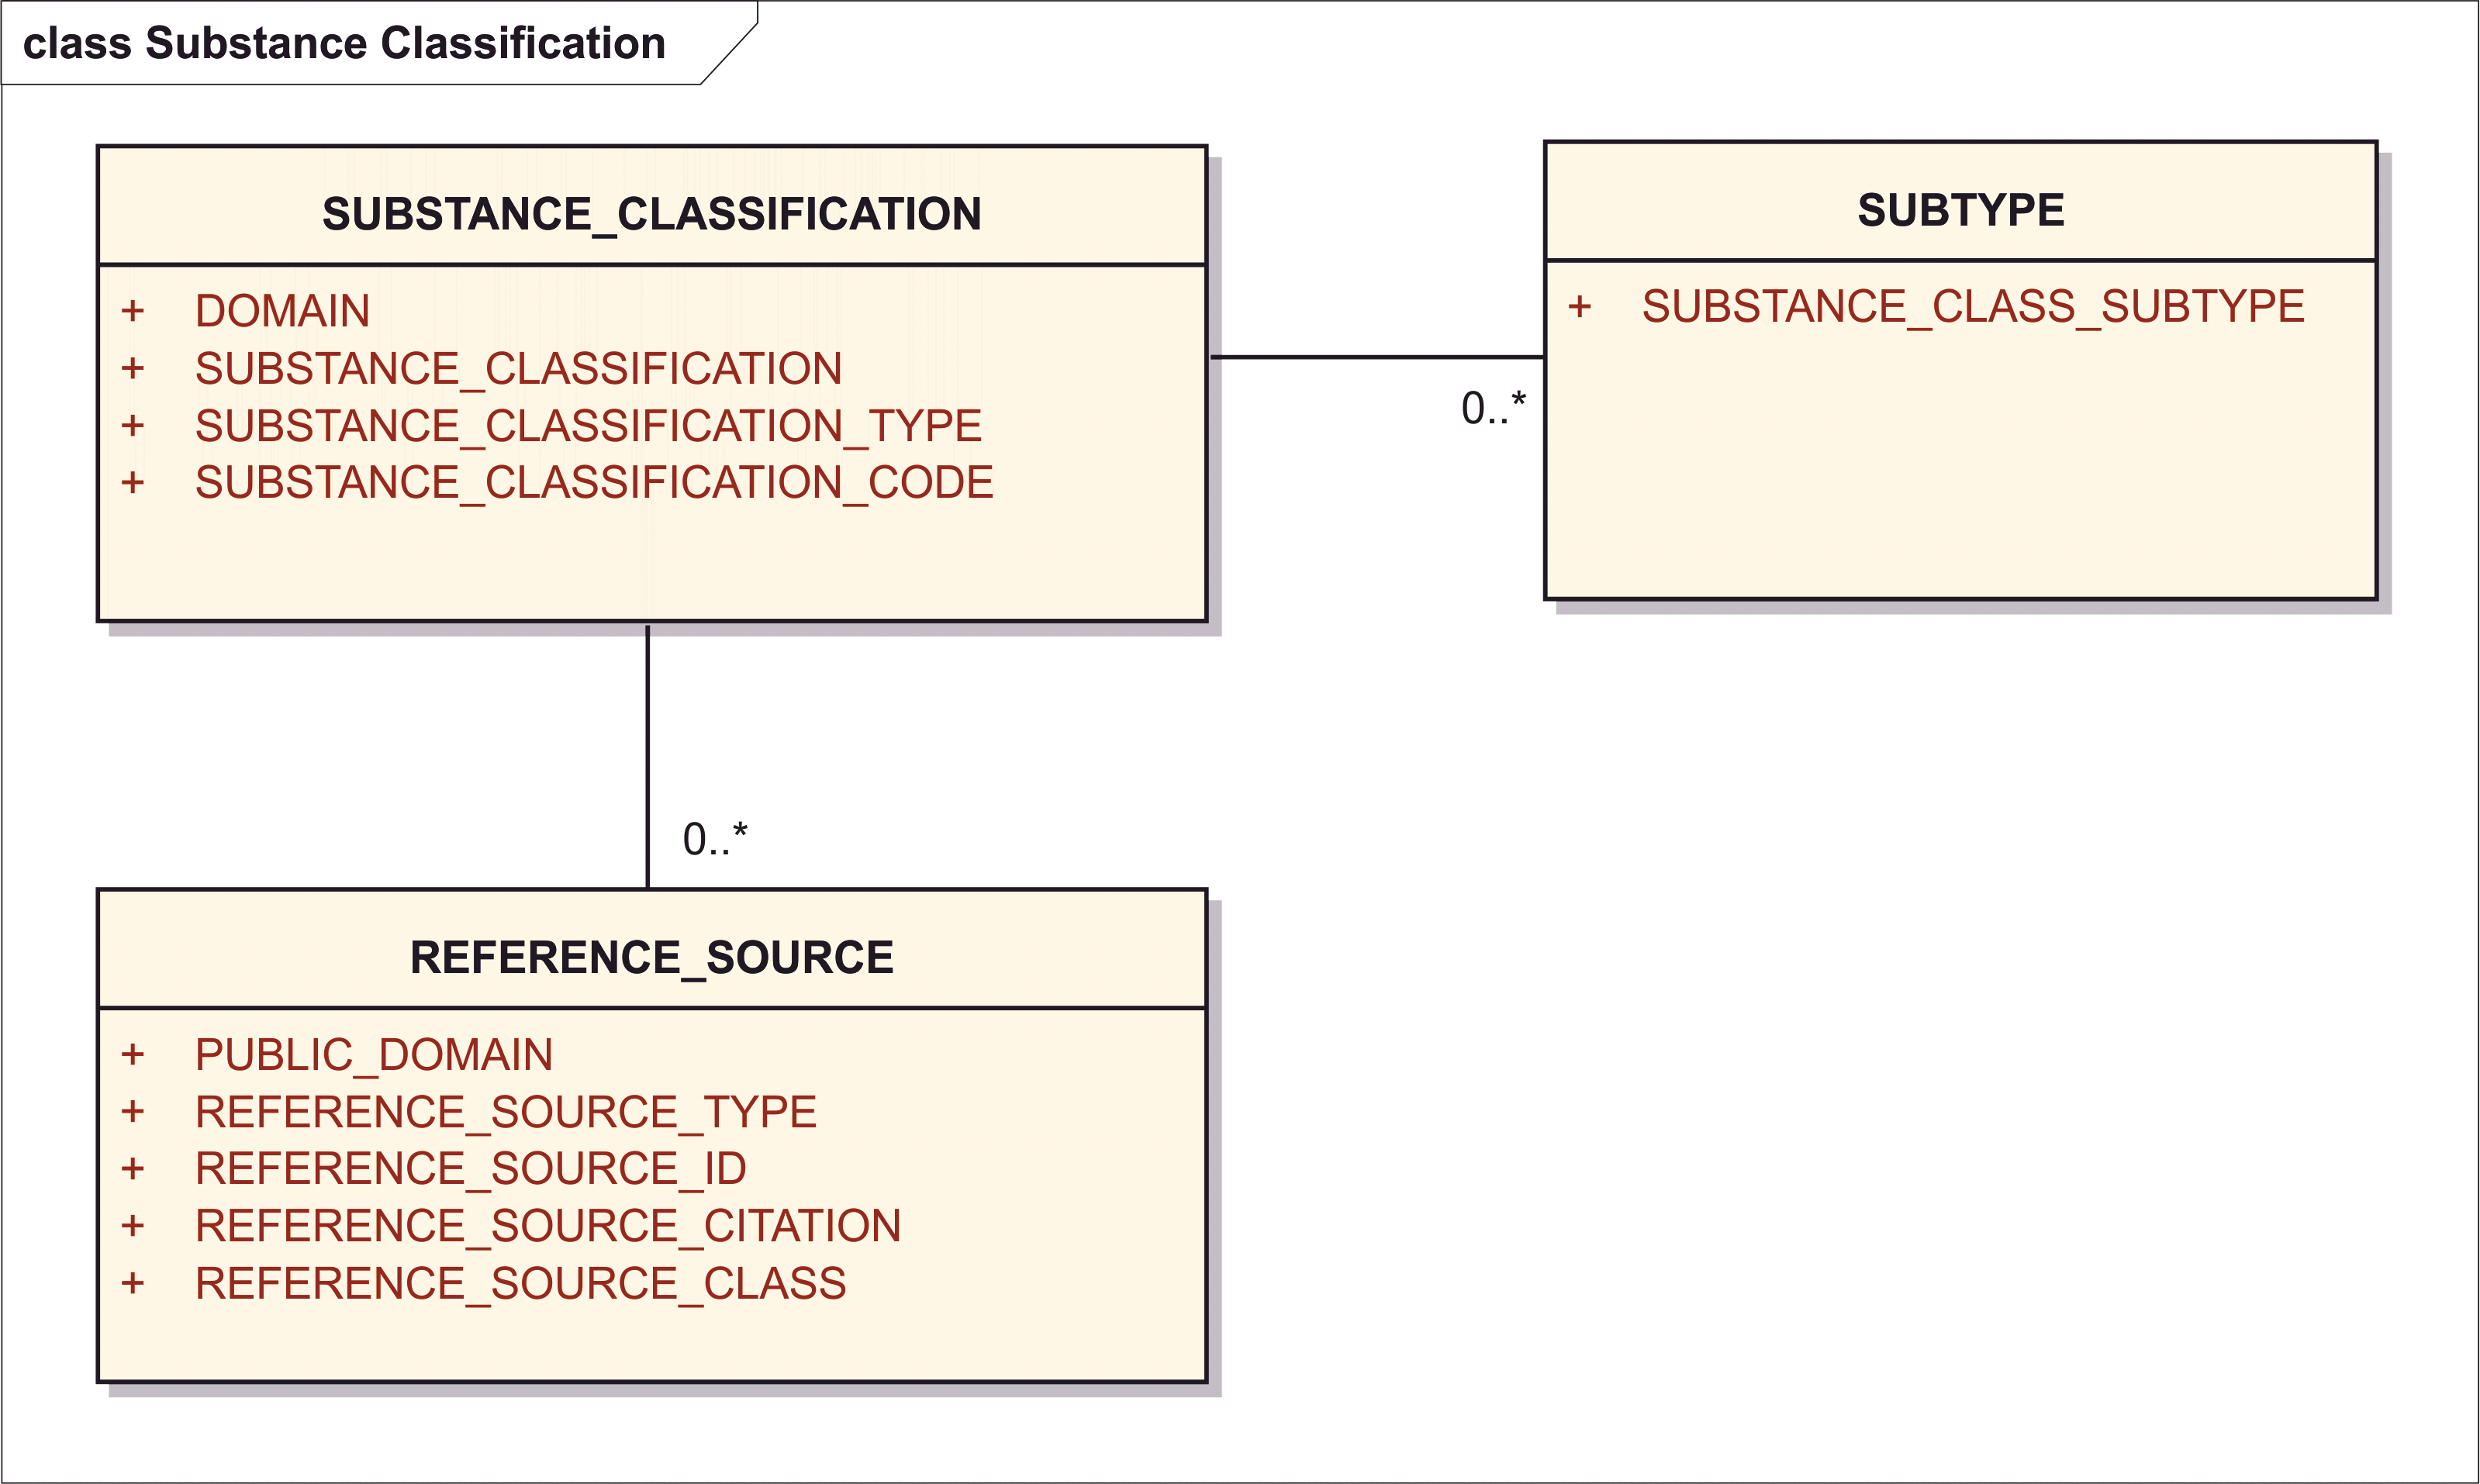 class Substance Classification
SUBSTANCE_CLASSIFICATION
+ DOMAIN
+ SUBSTANCE_CLASSIFICATION
+ SUBSTANCE_CLASSIFICATION_TYPE
+ SUBSTANCE_CLASSIFICATION_CODE
SUBTYPE
+ SUBSTANCE_CLASS_SUBTYPE
0..*
0..*
REFERENCE_SOURCE
+ PUBLIC_DOMAIN
+ REFERENCE_SOURCE_TYPE
+ REFERENCE_SOURCE_ID
+ REFERENCE_SOURCE_CITATION
+ REFERENCE_SOURCE_CLASS